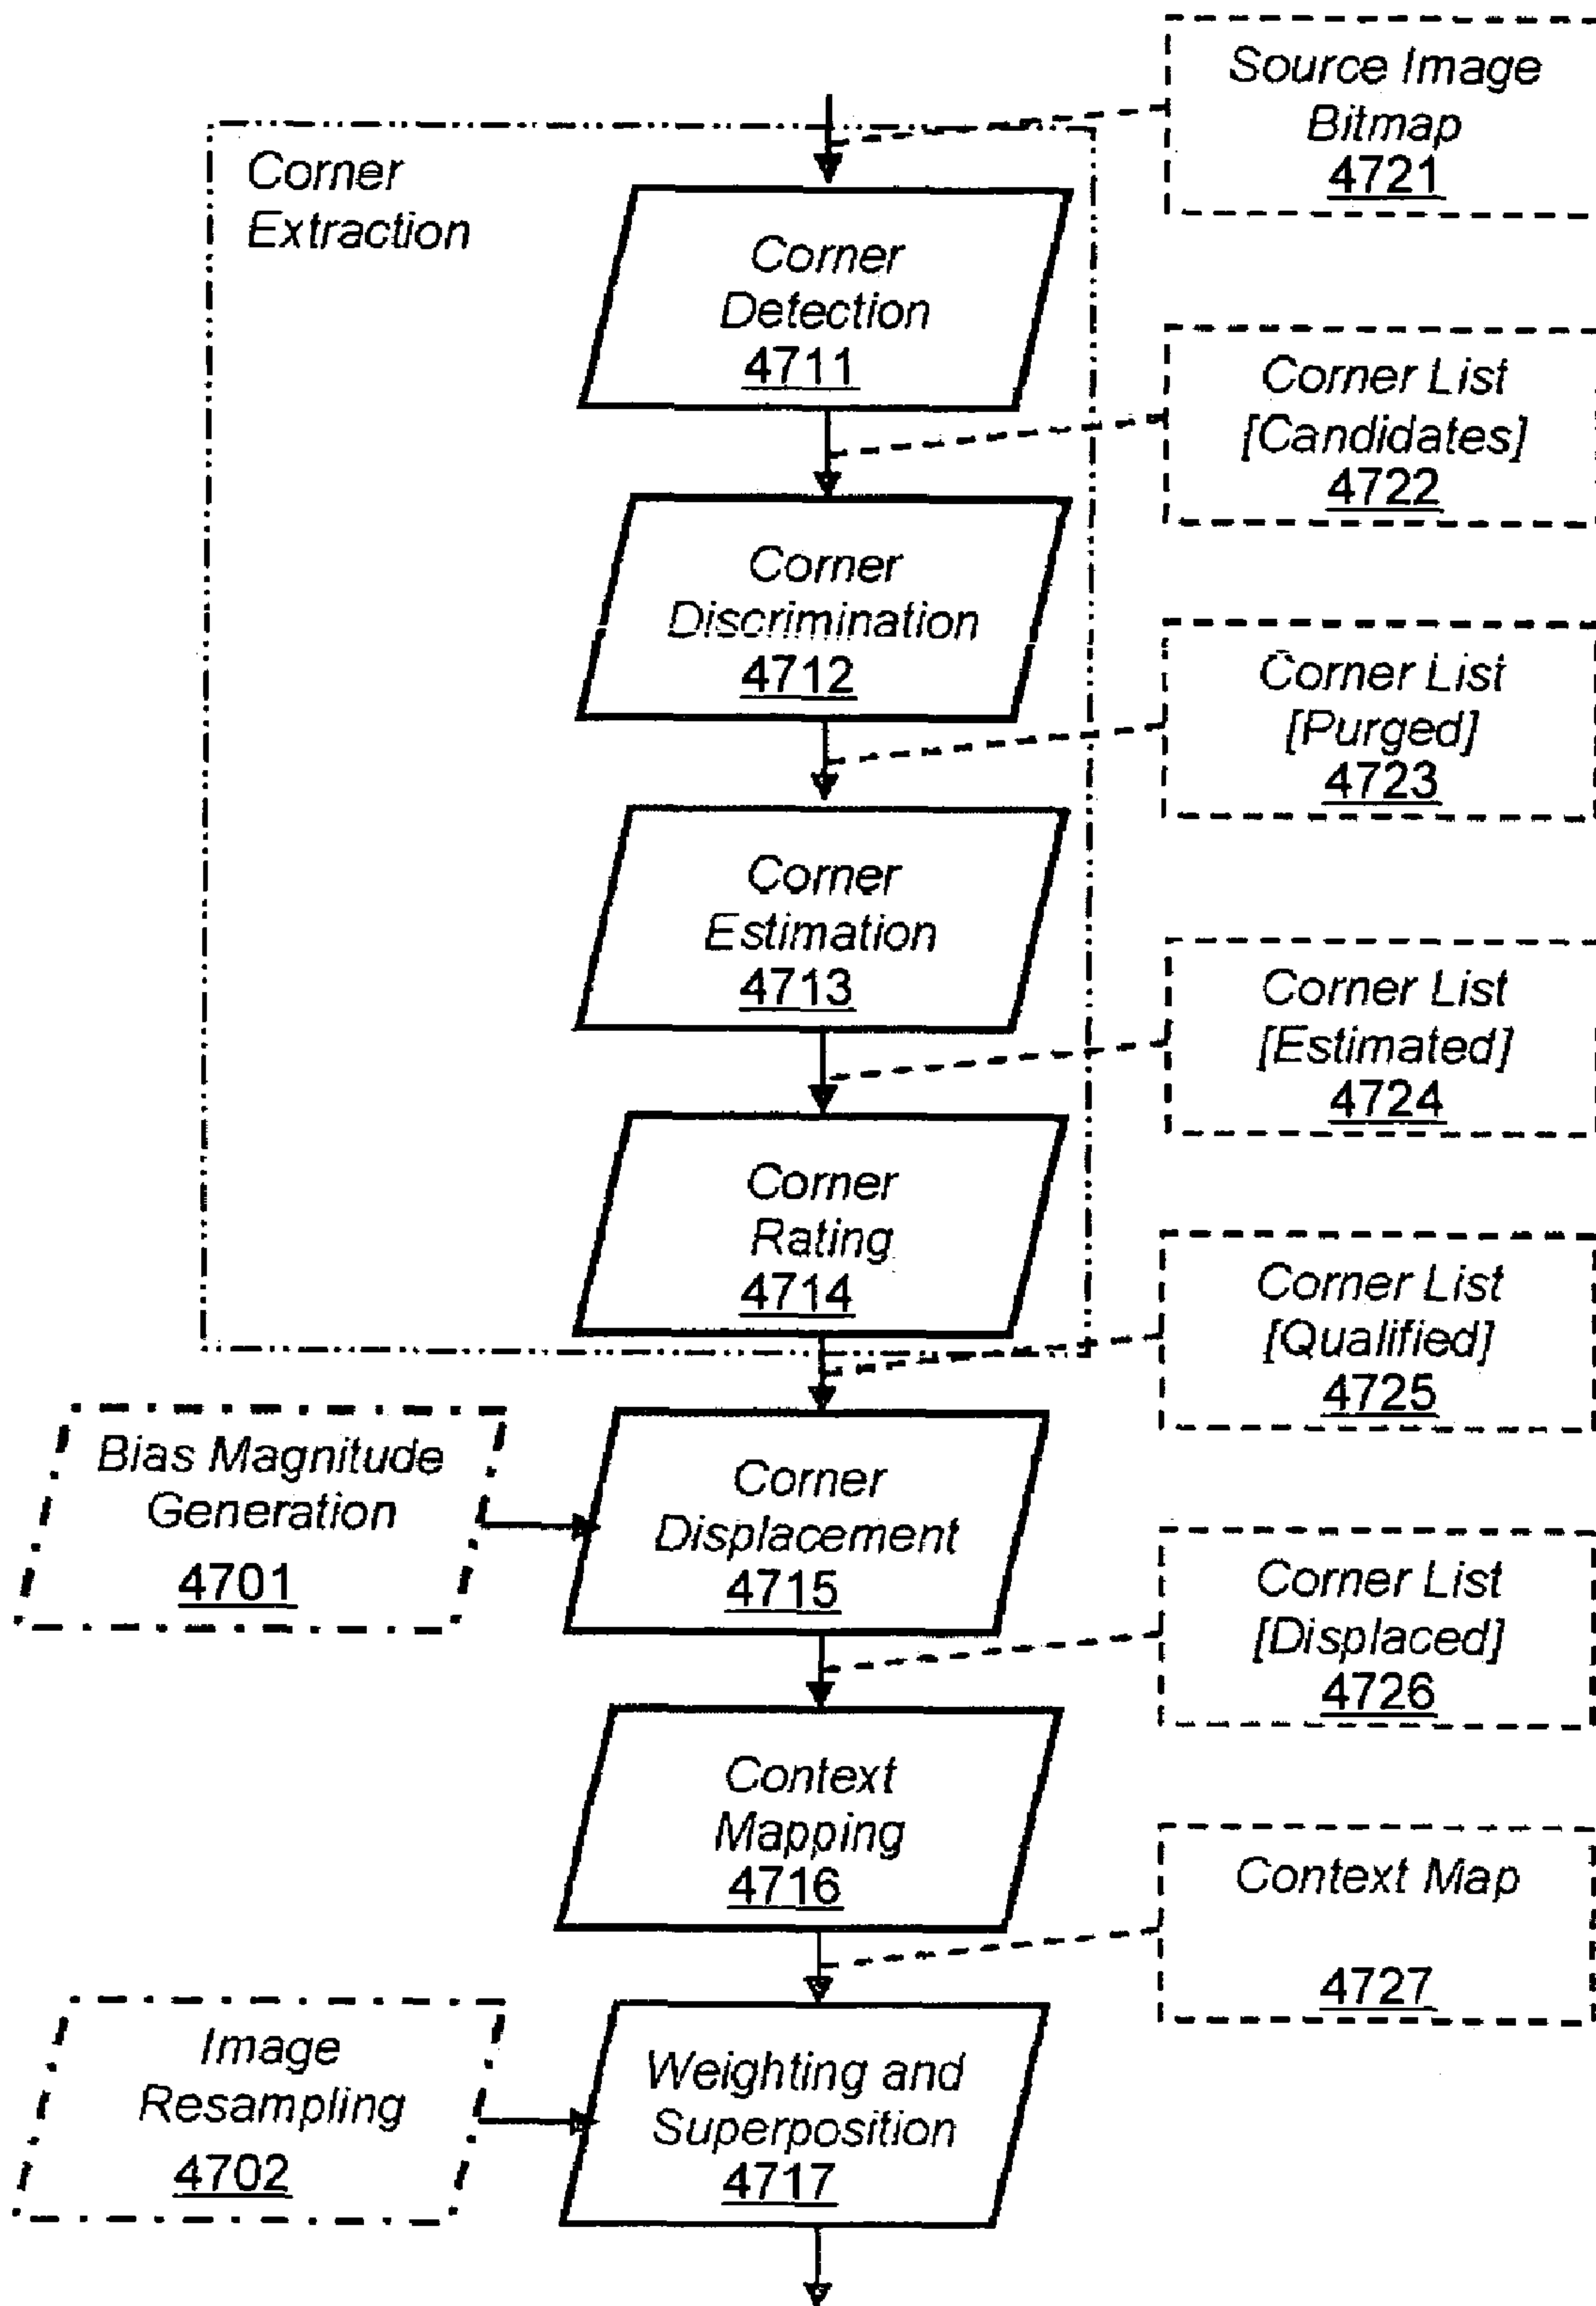 Source Image
Bitmap
4721
Corner
Extraction
Corner
Detection
4711
Corner List
[Candidates]
4722
Corner
Discrimination
4712
Corner List
[Purged]
4723
Corner
Estimation
4713
Corner List
[Estimated]
4724
Corner
Rating
4714
Corner List
[Qualified]
4725
Bias Magnitude
Generation
4701
Corner
Displacement
4715
Corner List
[Displaced]
4726
Context
Mapping
4716
Context Map
4727
Image
Resampling
4702
Weighting and
Superposition
4717